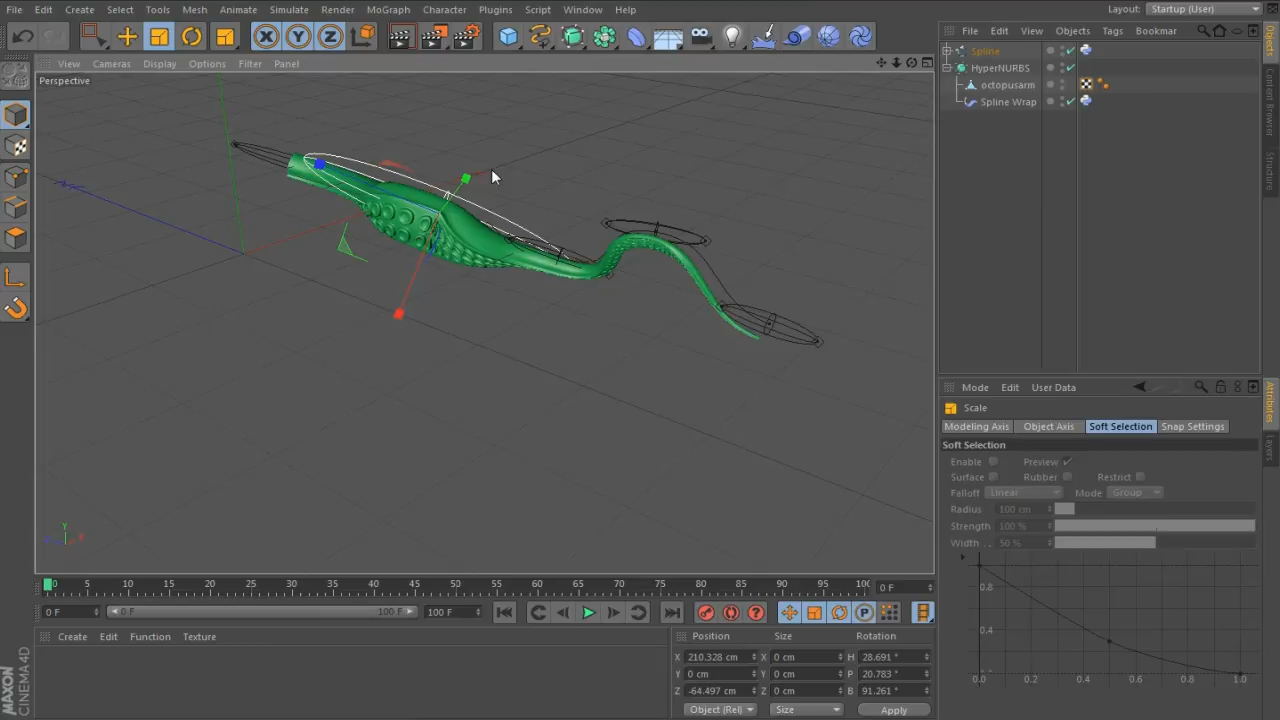 File Edit Create Select Tools Mesh Animate Simulate Render MoGraph Character Plugins Script Window Help Layout: Startup (User)
X Y Z
View Cameras Display Options Filter Panel
File Edit View Objects Tags Bookmar
Perspective
Spline
HyperNURBS
octopusarm
Spline Wrap
Objects
Content Browser
Structure
Mode Edit User Data
Scale
Modeling Axis Object Axis Soft Selection Snap Settings
Soft Selection
Enable Preview
Surface Rubber Restrict
Falloff Linear Mode Group
Radius 100 cm
Strength 100 %
Width . . 50 %
0.8
0.4
0.0 0.2 0.4 0.6 0.8 1.0
Attributes
Layers
Y
0 5 10 15 20 25 30 35 40 45 50 55 60 65 70 75 80 85 90 95 100 0 F
0 F 0 F 100 F 100 F
P
Create Edit Function Texture
Position Size Rotation
X 210.328 cm X 0 cm H 28.691 °
Y 0 cm Y 0 cm P 20.783 °
Z -64.497 cm Z 0 cm B 91.261 °
Object (Rel) Size Apply
MAXON
CINEMA4D